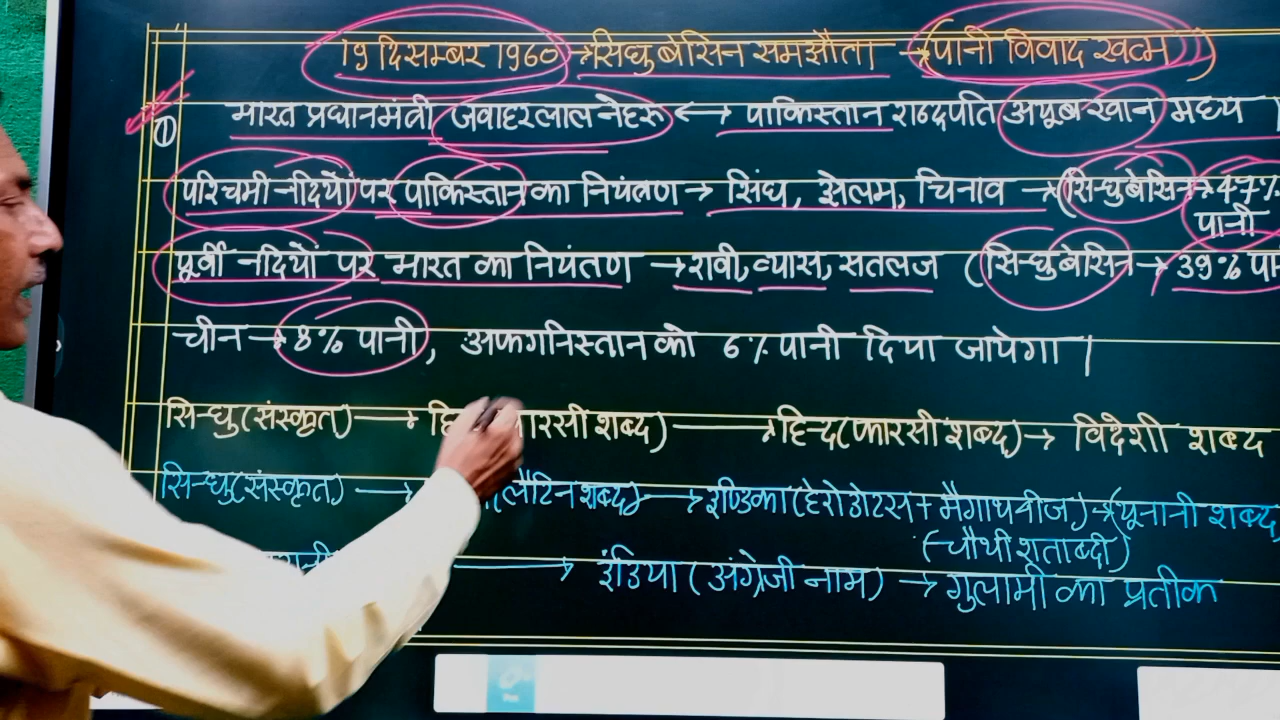 19 दिसम्बर 1960 → सिन्धु बेसिन समझौता → (पानी विवाद खत्म)
① भारत प्रधानमंत्री जवाहरलाल नेहरू ↔ पाकिस्तान राष्ट्रपति अयूब खान मध्य |
पश्चिमी नदियों पर पाकिस्तान का नियंत्रण → सिंध, झेलम, चिनाव → (सिन्धु बेसिन → 47%
पानी
पूर्वी नदियों पर भारत का नियंत्रण → रावी, व्यास, सतलज (सिन्धु बेसिन → 39%
चीन → 8% पानी, अफगनिस्तान को 6% पानी दिया जायेगा |
सिन्धु (संस्कृत) → शब्द) → हिन्द (फारसी शब्द) → विदेशी शब्द
सिन्धु (संस्कृत) → (लैटिन शब्द) → इण्डिका (हेरोडोटस + मैगाथनीज) → (यूनानी शब्द)
(चौथी शताब्दी)
→ इंडिया (अंग्रेजी नाम) → गुलामी का प्रतीक